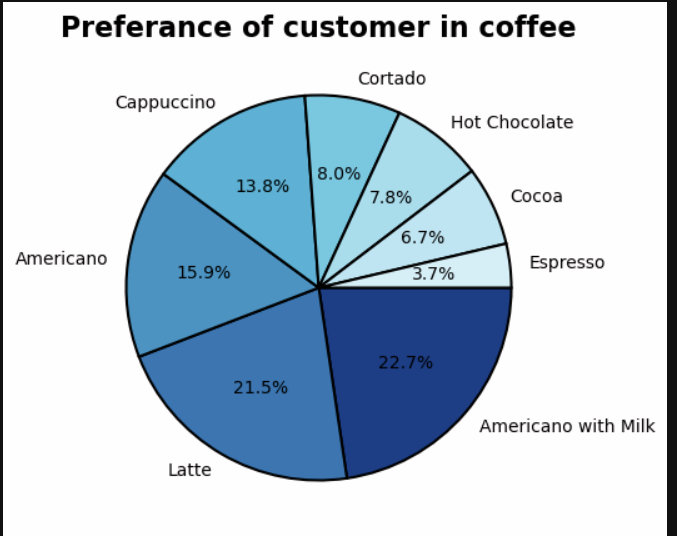 Preferance of customer in coffee
Cortado
Cappuccino
Hot Chocolate
8.0%
13.8%
7.8%
Cocoa
6.7%
Americano
Espresso
15.9%
3.7%
22.7%
21.5%
Americano with Milk
Latte